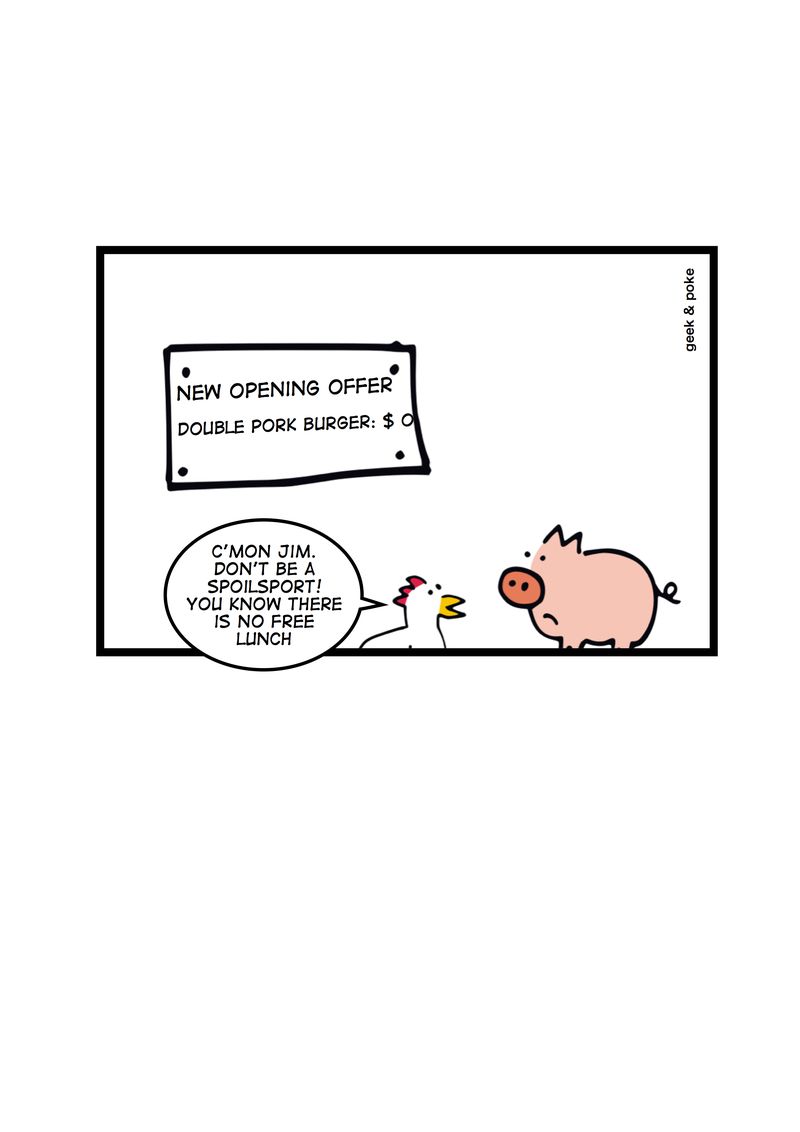 geek & poke
NEW OPENING OFFER
DOUBLE PORK BURGER: $ 0
C'MON JIM.
DON'T BE A
SPOILSPORT!
YOU KNOW THERE
IS NO FREE
LUNCH